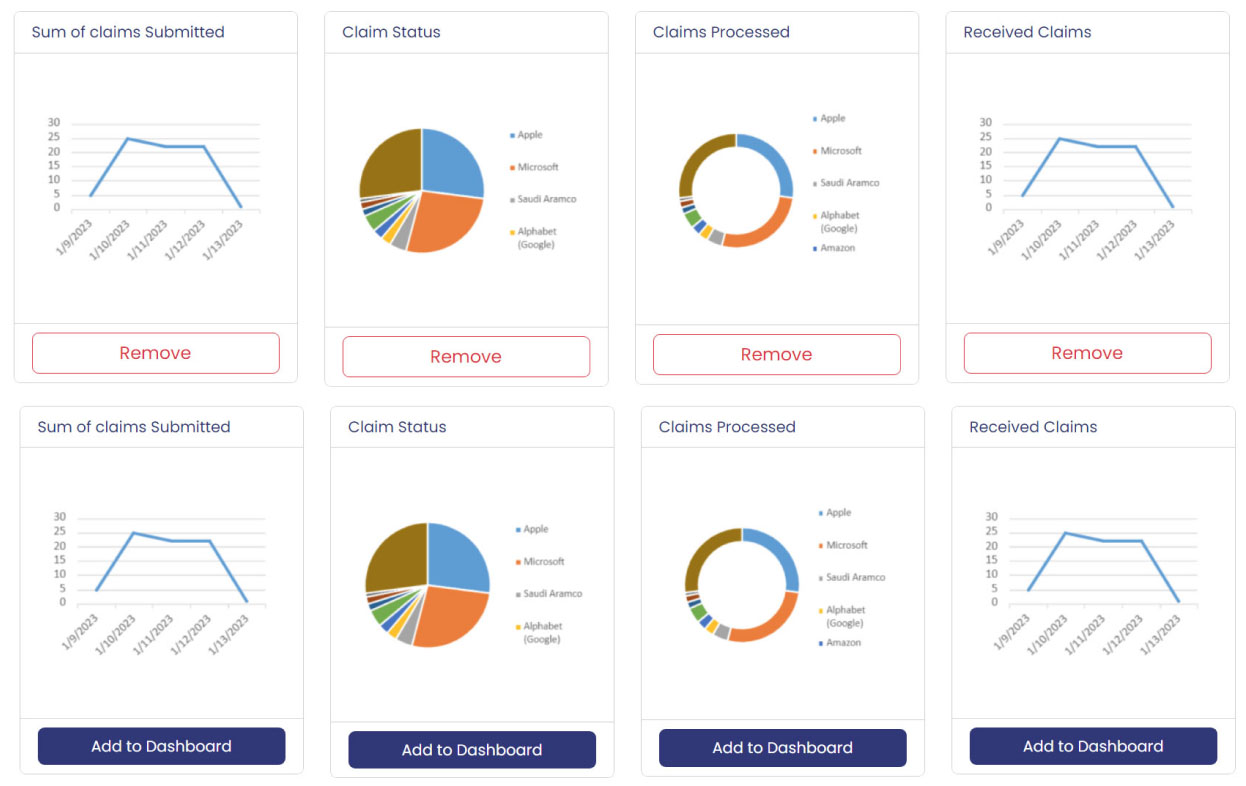 Sum of claims Submitted
30
25
20
15
10
5
0
1/9/2023
1/10/2023
1/11/2023
1/12/2023
1/13/2023
Remove
Claim Status
Apple
Microsoft
Saudi Aramco
Alphabet
(Google)
Remove
Claims Processed
Apple
Microsoft
Saudi Aramco
Alphabet
(Google)
Amazon
Remove
Received Claims
30
25
20
15
10
5
0
1/9/2023
1/10/2023
1/11/2023
1/12/2023
1/13/2023
Remove
Sum of claims Submitted
30
25
20
15
10
5
0
1/9/2023
1/10/2023
1/11/2023
1/12/2023
1/13/2023
Add to Dashboard
Claim Status
Apple
Microsoft
Saudi Aramco
Alphabet
(Google)
Add to Dashboard
Claims Processed
Apple
Microsoft
Saudi Aramco
Alphabet
(Google)
Amazon
Add to Dashboard
Received Claims
30
25
20
15
10
5
0
1/9/2023
1/10/2023
1/11/2023
1/12/2023
1/13/2023
Add to Dashboard